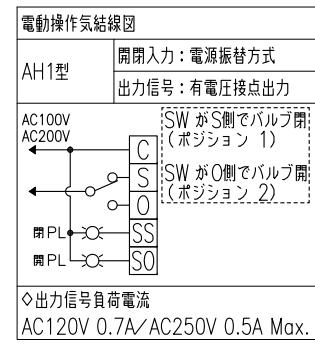 電動操作気結線図
AH1型
開閉入力：電源振替方式
出力信号：有電圧接点出力
AC100V
AC200V
C
S
O
SS
SO
SW がS側でバルブ閉
(ポジション 1)
SW がO側でバルブ開
(ポジション 2)
閉PL
開PL
◇出力信号負荷電流
AC120V 0.7A／AC250V 0.5A Max.